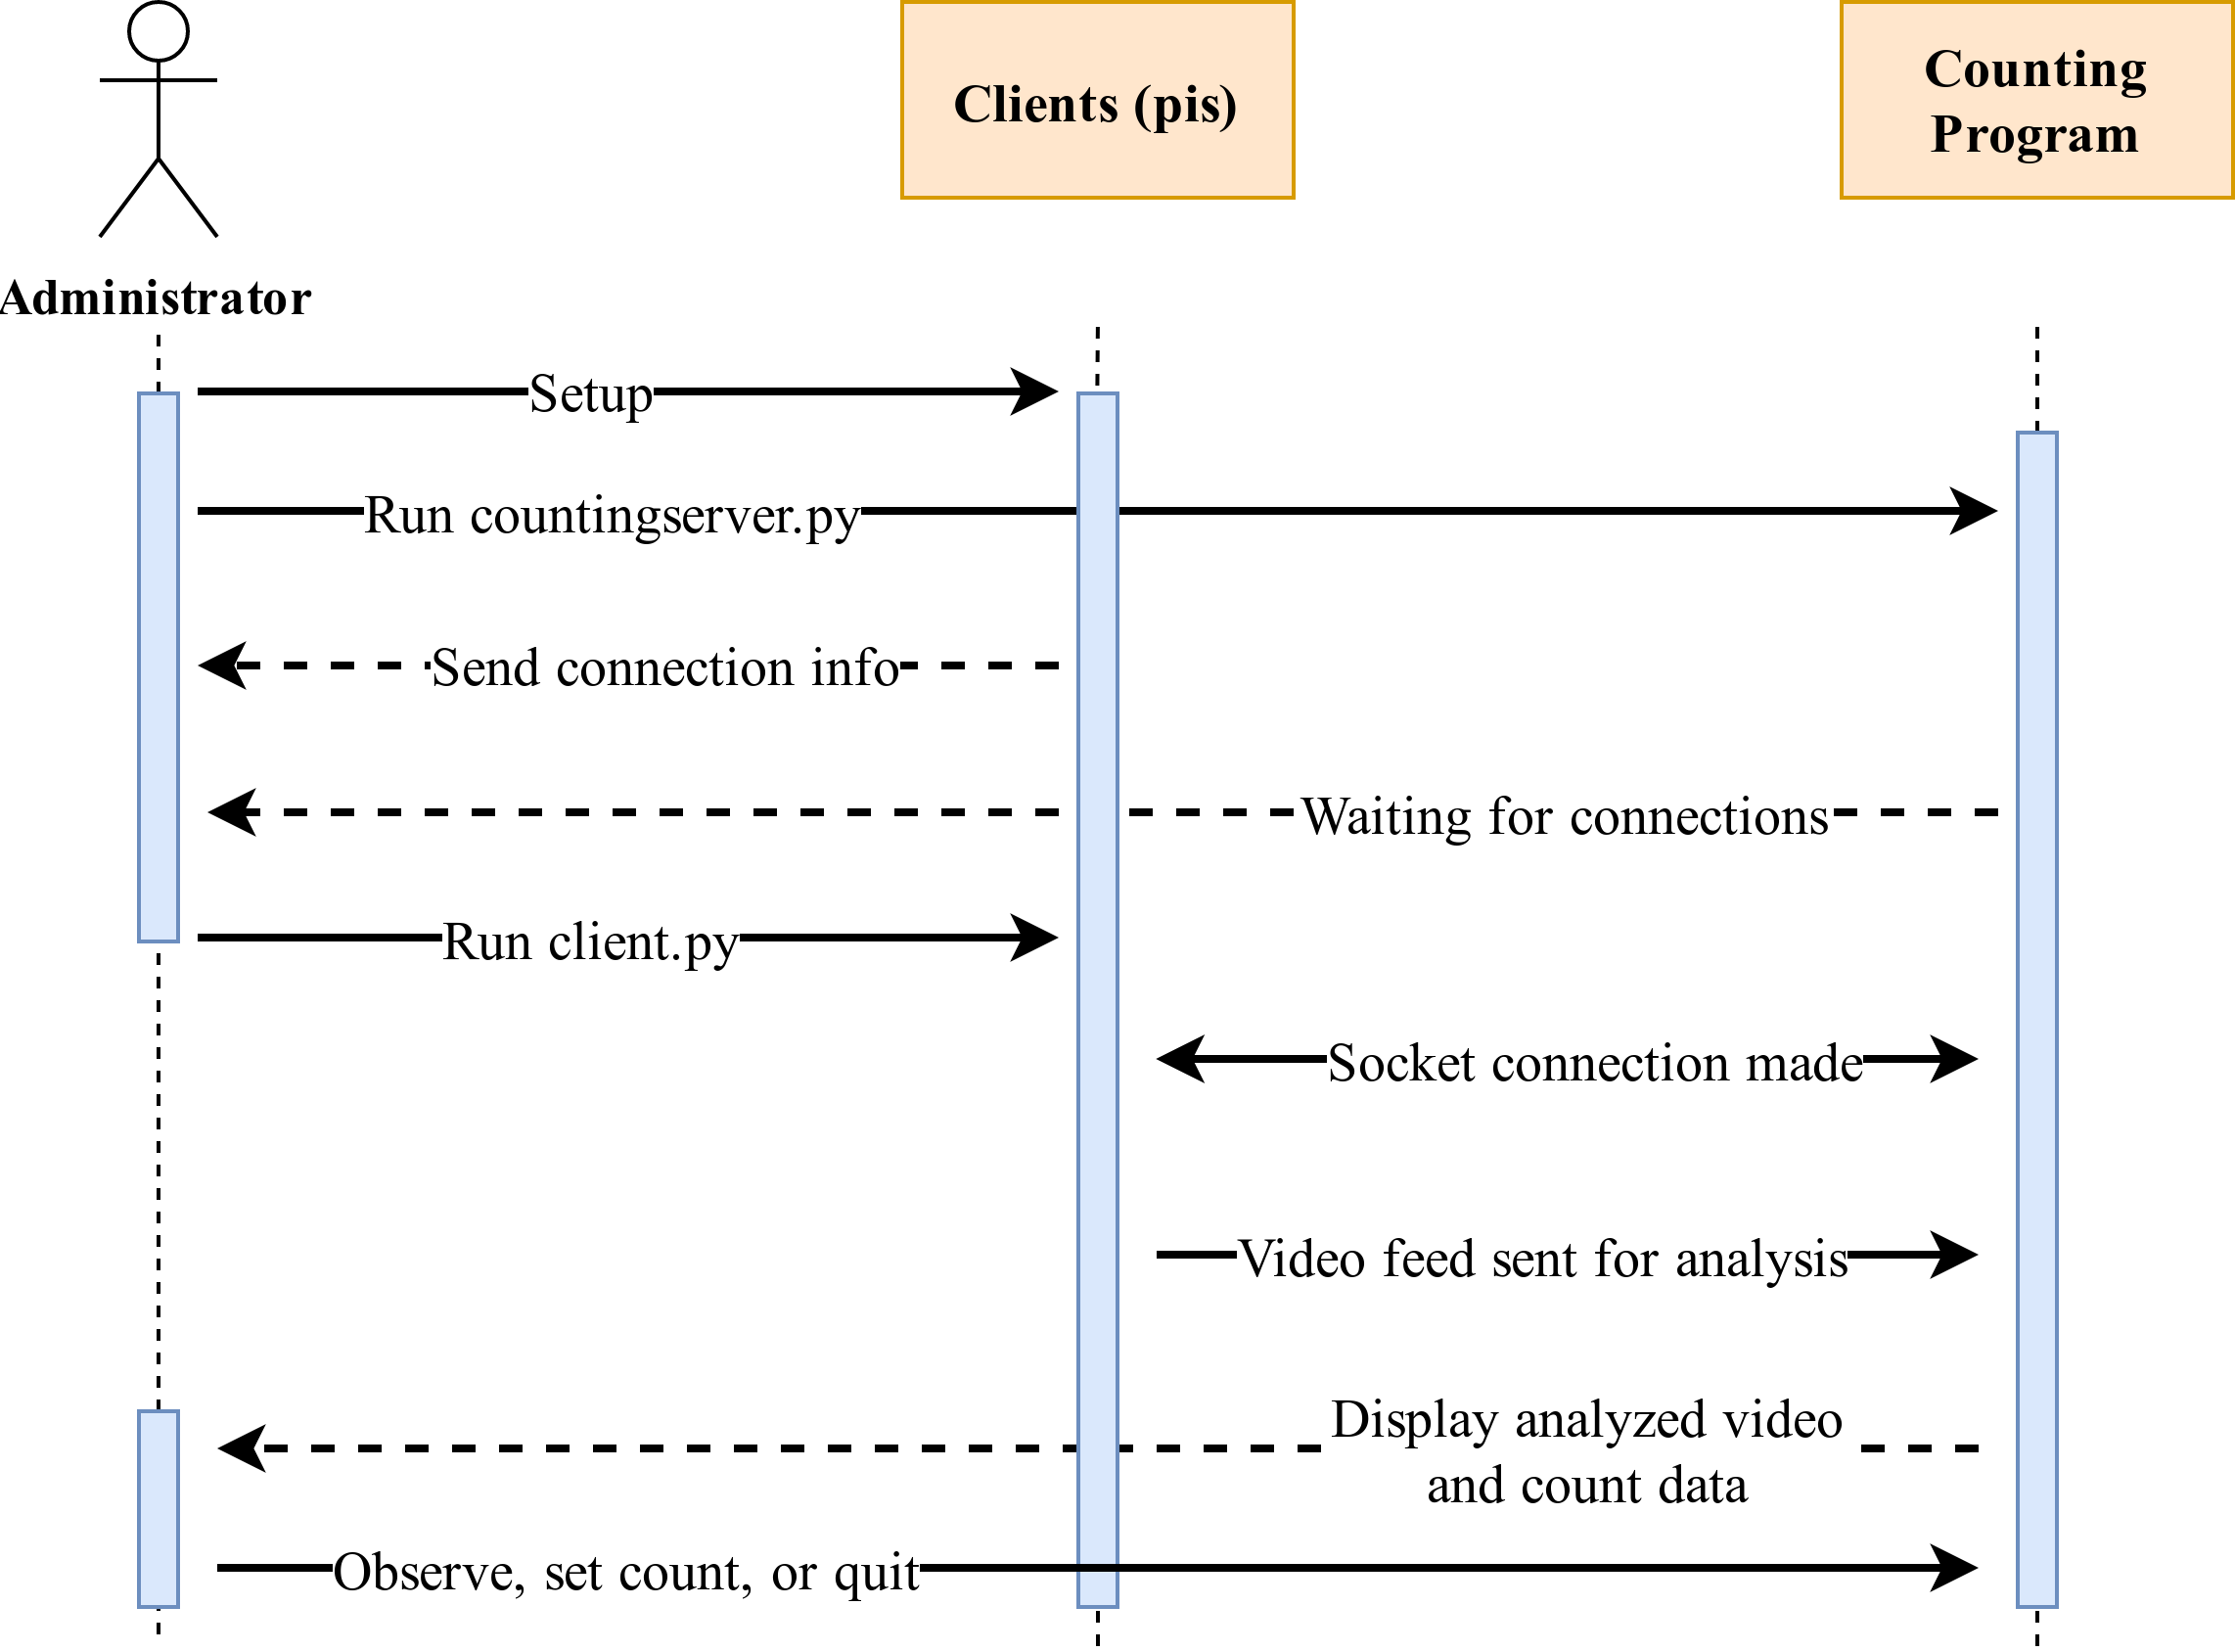 Clients (pis)
Counting
Program
Administrator
Setup
Run countingserver.py
Send connection info
Waiting for connections
Run client.py
Socket connection made
Video feed sent for analysis
Display analyzed video
and count data
Observe, set count, or quit